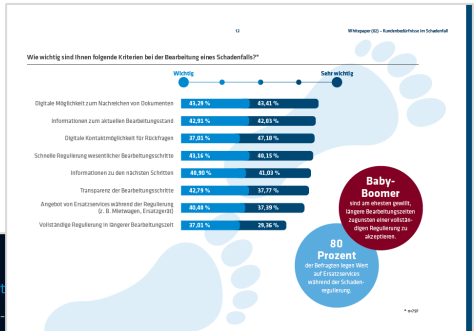 13
Whitepaper (02) – Kundenbedürfnisse im Schadenfall
Wie wichtig sind Ihnen folgende Kriterien bei der Bearbeitung eines Schadenfalls?*
Wichtig
Sehr wichtig
Digitale Möglichkeit zum Nachreichen von Dokumenten 43,29 % 43,41 %
Informationen zum aktuellen Bearbeitungsstand 42,91 % 42,03 %
Digitale Kontaktmöglichkeit für Rückfragen 37,01 % 47,18 %
Schnelle Regulierung wesentlicher Bearbeitungsschritte 43,16 % 40,15 %
Informationen zu den nächsten Schritten 40,90 % 41,03 %
Transparenz der Bearbeitungsschritte 42,79 % 37,77 %
Angebot von Ersatzservices während der Regulierung
(z. B. Mietwagen, Ersatzgerät) 40,48 % 37,39 %
Vollständige Regulierung in längerer Bearbeitungszeit 37,01 % 29,36 %
Baby-
Boomer
sind am ehesten gewillt,
längere Bearbeitungszeiten
zugunsten einer vollstän-
digen Regulierung zu
akzeptieren.
80
Prozent
der Befragten legen Wert
auf Ersatzservices
während der Schaden-
regulierung.
* n=797